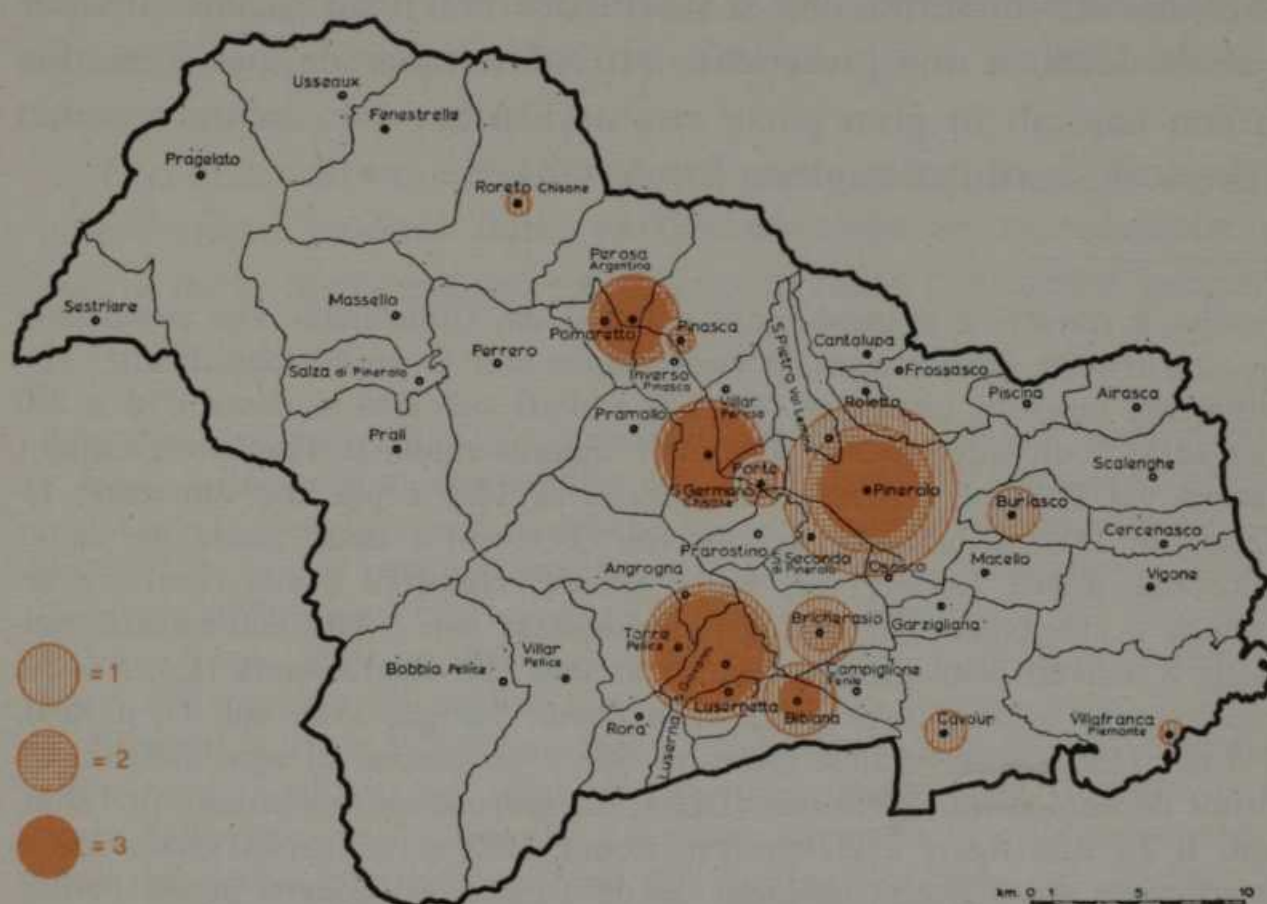 Usseaux
Fenestrelle
Pragelato
Roreto Chisone
Perosa
Argentina
Sestriere
Massello
Pomaretto
Pinasca
Perrero
Inverso
Pinasca
Cantalupa
Frossasco
S. Pietro val Lemina
Salza di Pinerolo
Villar
Perosa
Roletto
Piscina
Airasca
Pramollo
Prali
Scalenghe
Porte
S. Germano
Chisone
Pinerolo
Buriasco
Cercenasco
Prarostino
S. Secondo
di Pinerolo
Osasco
Macello
Vigone
Angrogna
Garzigliana
Bricherasio
Torre
Pellice
Villar
Pellice
Bobbio Pellice
Luserna S. Giovanni
Campiglione
Fenile
Lusernetta
Bibiana
Rorà
Cavour
Villafranca
Piemonte
= 1
= 2
= 3
km. 0 1 5 10